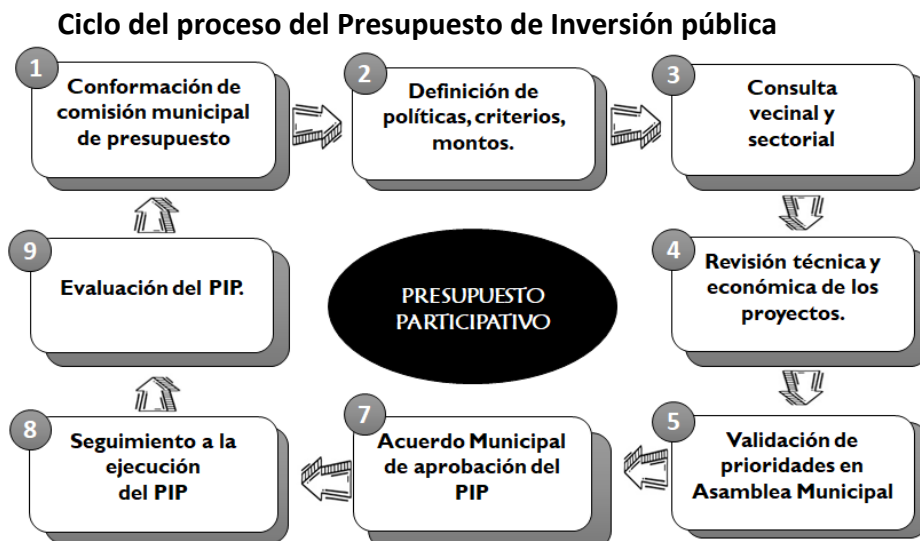 Ciclo del proceso del Presupuesto de Inversión pública
1
Conformación de
comisión municipal
de presupuesto
2
Definición de
políticas, criterios,
montos.
3
Consulta
vecinal y
sectorial
4
Revisión técnica y
económica de los
proyectos.
5
Validación de
prioridades en
Asamblea Municipal
7
Acuerdo Municipal
de aprobación del
PIP
8
Seguimiento a la
ejecución
del PIP
9
Evaluación del PIP.
PRESUPUESTO
PARTICIPATIVO